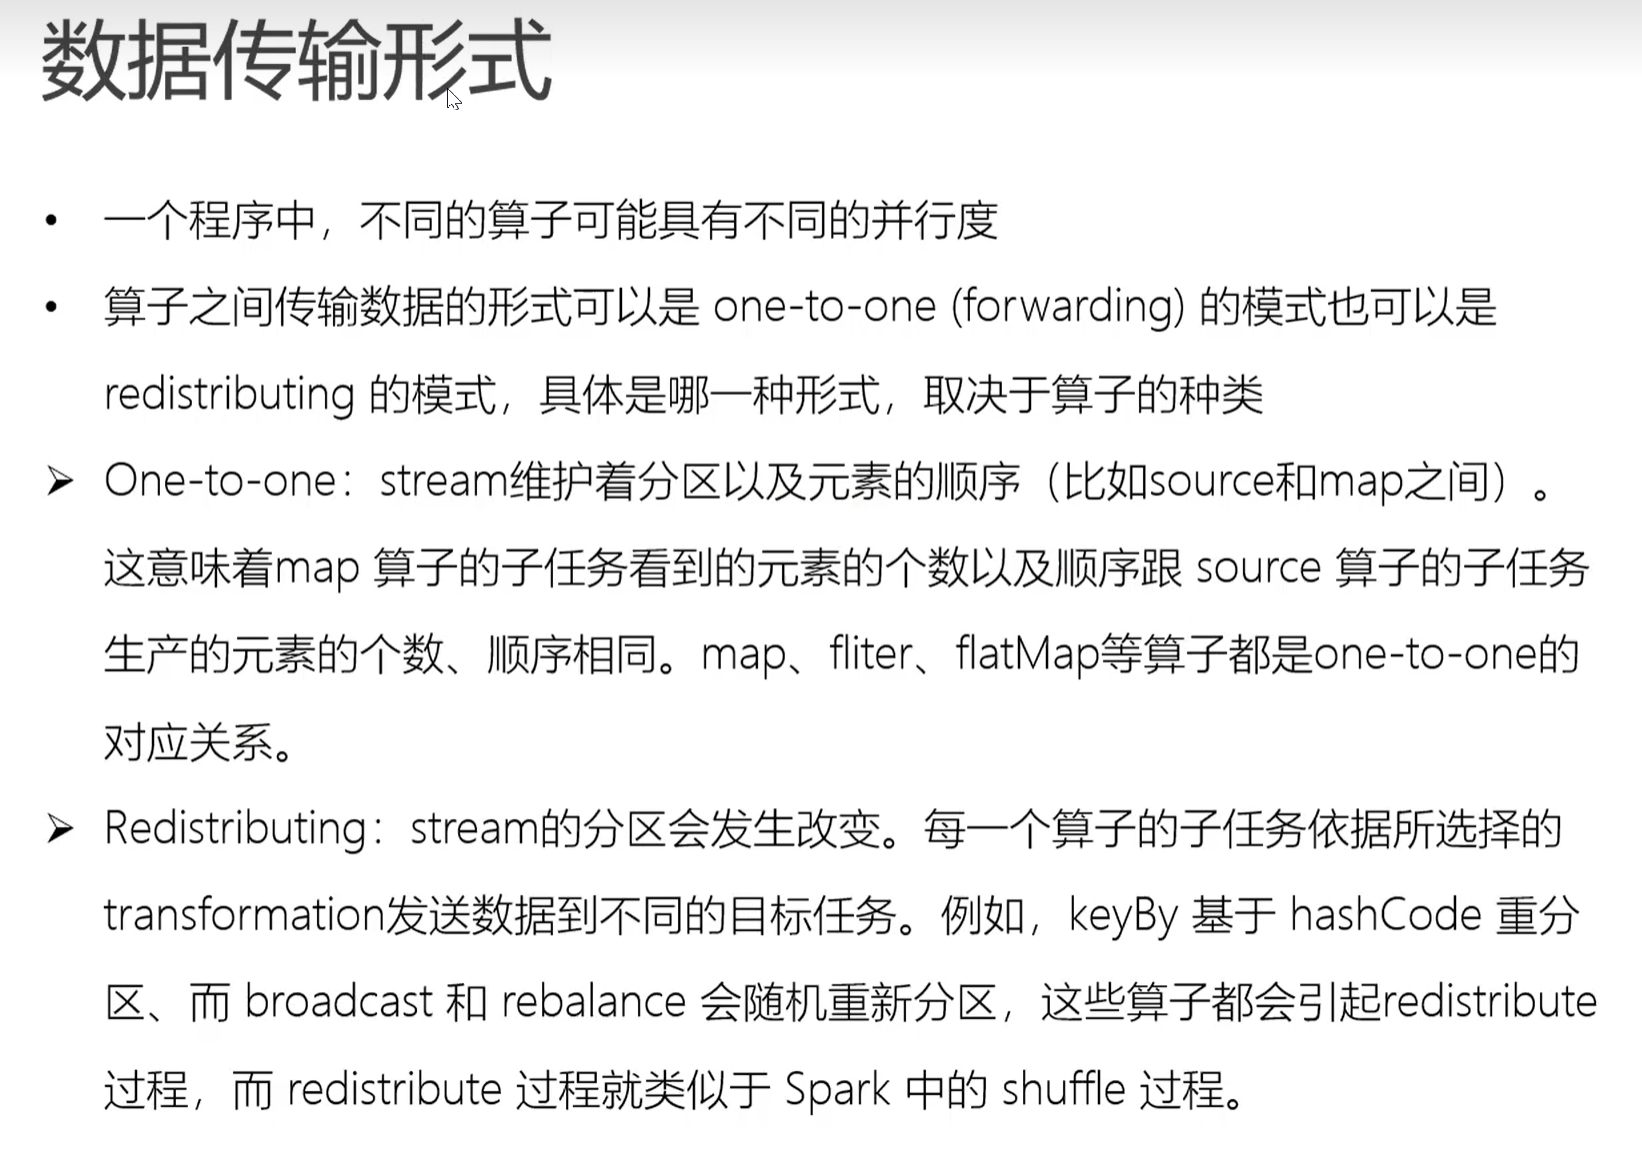 数据传输形式
• 一个程序中，不同的算子可能具有不同的并行度
• 算子之间传输数据的形式可以是 one-to-one (forwarding) 的模式也可以是
redistributing 的模式，具体是哪一种形式，取决于算子的种类
➢ One-to-one：stream维护着分区以及元素的顺序（比如source和map之间）。
这意味着map 算子的子任务看到的元素的个数以及顺序跟 source 算子的子任务
生产的元素的个数、顺序相同。map、fliter、flatMap等算子都是one-to-one的
对应关系。
➢ Redistributing：stream的分区会发生改变。每一个算子的子任务依据所选择的
transformation发送数据到不同的目标任务。例如，keyBy 基于 hashCode 重分
区、而 broadcast 和 rebalance 会随机重新分区，这些算子都会引起redistribute
过程，而 redistribute 过程就类似于 Spark 中的 shuffle 过程。